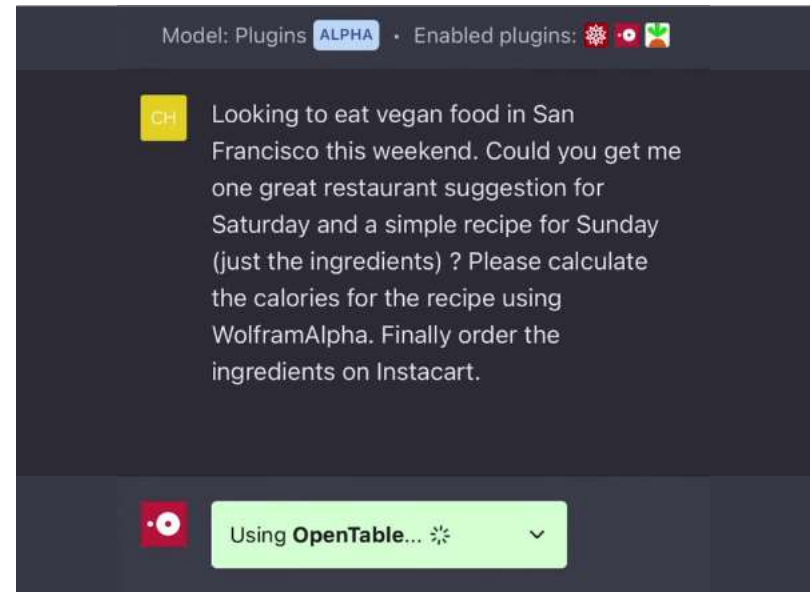 Model: Plugins ALPHA · Enabled plugins:
CH
Looking to eat vegan food in San
Francisco this weekend. Could you get me
one great restaurant suggestion for
Saturday and a simple recipe for Sunday
(just the ingredients) ? Please calculate
the calories for the recipe using
WolframAlpha. Finally order the
ingredients on Instacart.
Using OpenTable...